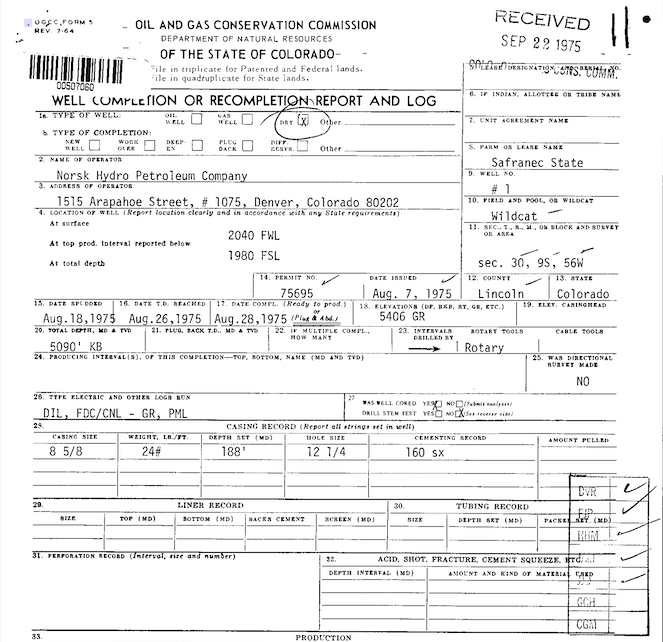 OGCC FORM 5
REV 7-64
OIL AND GAS CONSERVATION COMMISSION
DEPARTMENT OF NATURAL RESOURCES
OF THE STATE OF COLORADO
RECEIVED
SEP 22 1975
COLO. CONS. COMM.
00507060
File in triplicate for Patented and Federal lands.
File in quadruplicate for State lands.
WELL COMPLETION OR RECOMPLETION REPORT AND LOG
5. LEASE DESIGNATION AND SERIAL NO.
6. IF INDIAN, ALLOTTEE OR TRIBE NAME
1a. TYPE OF WELL: OIL WELL GAS WELL DRY X Other
7. UNIT AGREEMENT NAME
b. TYPE OF COMPLETION:
NEW WELL WORK OVER DEEP-EN PLUG BACK DIFF. RESVR. Other
8. FARM OR LEASE NAME
Safranec State
2. NAME OF OPERATOR
Norsk Hydro Petroleum Company
9. WELL NO.
# 1
3. ADDRESS OF OPERATOR
1515 Arapahoe Street, # 1075, Denver, Colorado 80202
10. FIELD AND POOL, OR WILDCAT
Wildcat
4. LOCATION OF WELL (Report location clearly and in accordance with any State requirements)
At surface
2040 FWL
At top prod. interval reported below
1980 FSL
At total depth
11. SEC., T., R., M., OR BLOCK AND SURVEY OR AREA
sec. 30, 9S, 56W
14. PERMIT NO. DATE ISSUED 12. COUNTY 13. STATE
75695 Aug. 7, 1975 Lincoln Colorado
15. DATE SPUDDED 16. DATE T.D. REACHED 17. DATE COMPL. (Ready to prod.) or (Plug & Abd.) 18. ELEVATIONS (DF, RKB, RT, GR, ETC.) 19. ELEV. CASINGHEAD
Aug.18,1975 Aug.26,1975 Aug.28,1975 5406 GR
20. TOTAL DEPTH, MD & TVD 21. PLUG, BACK T.D., MD & TVD 22. IF MULTIPLE COMPL., HOW MANY 23. INTERVALS DRILLED BY ROTARY TOOLS CABLE TOOLS
5090' KB Rotary
24. PRODUCING INTERVAL(S), OF THIS COMPLETION—TOP, BOTTOM, NAME (MD AND TVD)
25. WAS DIRECTIONAL SURVEY MADE
NO
26. TYPE ELECTRIC AND OTHER LOGS RUN
DIL, FDC/CNL - GR, PML
27
WAS WELL CORED YES NO (Submit analysis)
DRILL STEM TEST YES NO X (See reverse side)
28. CASING RECORD (Report all strings set in well)
CASING SIZE WEIGHT, LB./FT. DEPTH SET (MD) HOLE SIZE CEMENTING RECORD AMOUNT PULLED
8 5/8 24# 188' 12 1/4 160 sx
29. LINER RECORD 30. TUBING RECORD
SIZE TOP (MD) BOTTOM (MD) SACKS CEMENT SCREEN (MD) SIZE DEPTH SET (MD) PACKER SET (MD)
31. PERFORATION RECORD (Interval, size and number)
32. ACID, SHOT, FRACTURE, CEMENT SQUEEZE, ETC.
DEPTH INTERVAL (MD) AMOUNT AND KIND OF MATERIAL USED
DVR
FJP
HHM
GCH
CGM
33. PRODUCTION